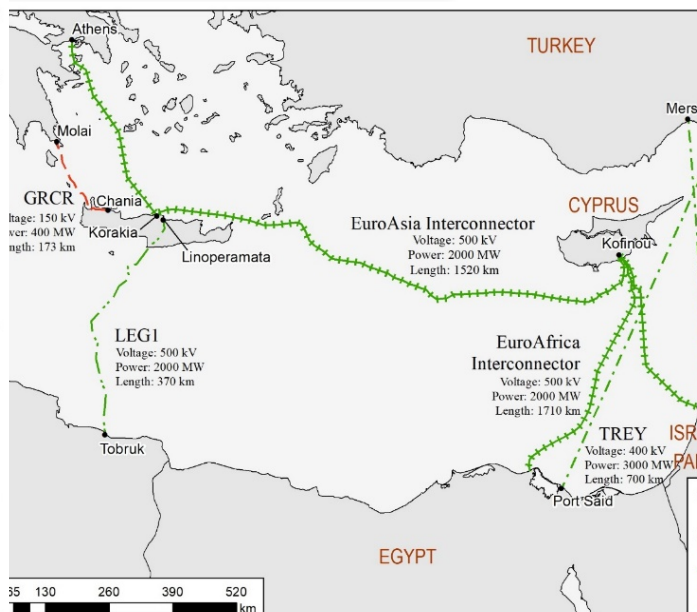 Athens
TURKEY
Molai
Mers
GRCR
oltage: 150 kV
ower: 400 MW
ength: 173 km
Chania
Korakia
Linoperamata
EuroAsia Interconnector
Voltage: 500 kV
Power: 2000 MW
Length: 1520 km
CYPRUS
Kofinou
LEG1
Voltage: 500 kV
Power: 2000 MW
Length: 370 km
EuroAfrica
Interconnector
Voltage: 500 kV
Power: 2000 MW
Length: 1710 km
Tobruk
TREY
Voltage: 400 kV
Power: 3000 MW
Length: 700 km
ISR
PAL
Port Said
EGYPT
65 130 260 390 520
km